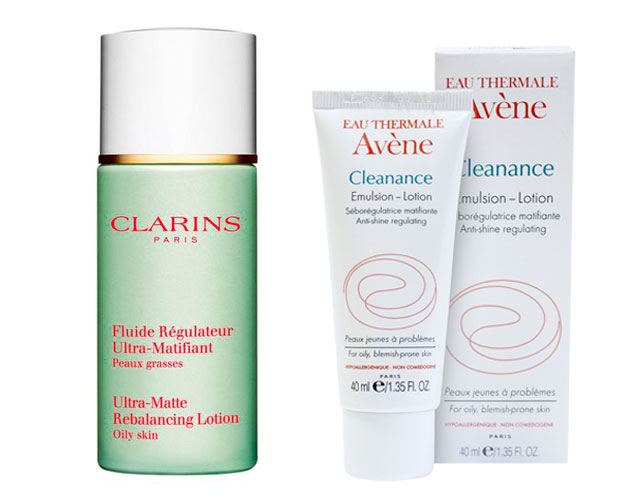 CLARINS
PARIS
Fluide Régulateur
Ultra-Matifiant
Peaux grasses
Ultra-Matte
Rebalancing Lotion
Oily skin
EAU THERMALE
Avène
Cleanance
Emulsion – Lotion
Séborégulatrice matifiante
Anti-shine regulating
Peaux jeunes à problèmes
For oily, blemish-prone skin
HYPOALLERGENIQUE - NON COMEDOGENE
PARIS
40 ml e/1.35 FL. OZ.
EAU THERMALE
Avène
Cleanance
Emulsion – Lotion
Séborégulatrice matifiante
Anti-shine regulating
Peaux jeunes à problèmes
For oily, blemish-prone skin
HYPOALLERGENIQUE - NON COMEDOGENE
40 ml e/1.35 FL. OZ.